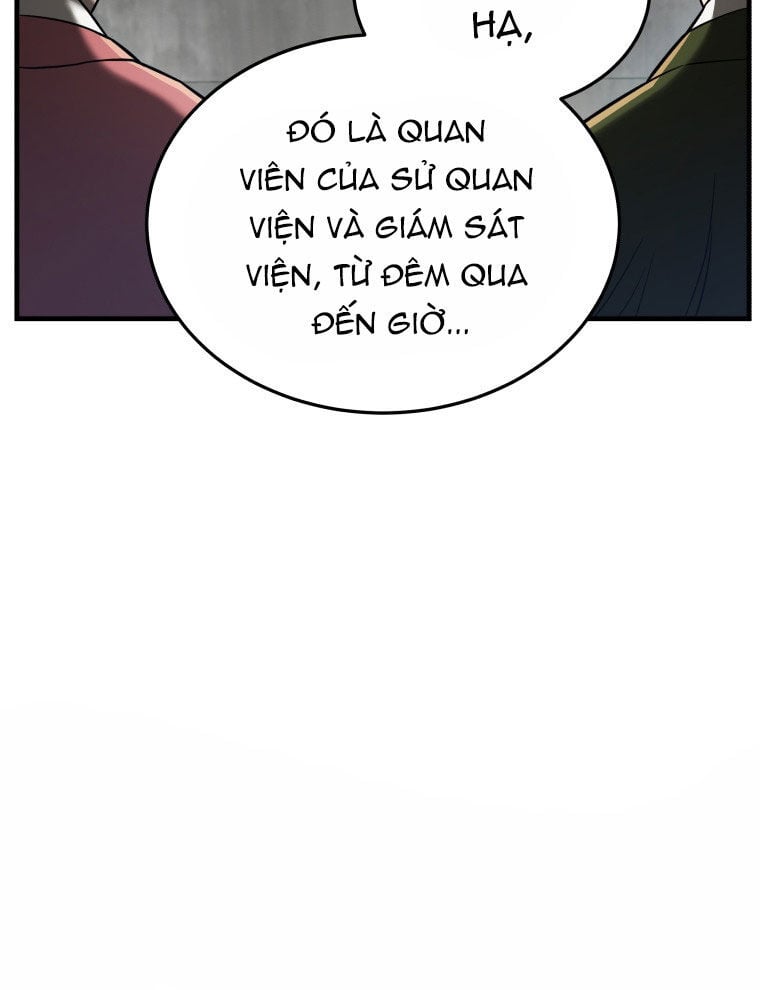 HẠ,
ĐÓ LÀ QUAN
VIÊN CỦA SỬ QUAN
VIỆN VÀ GIÁM SÁT
VIỆN, TỪ ĐÊM QUA
ĐẾN GIỜ...